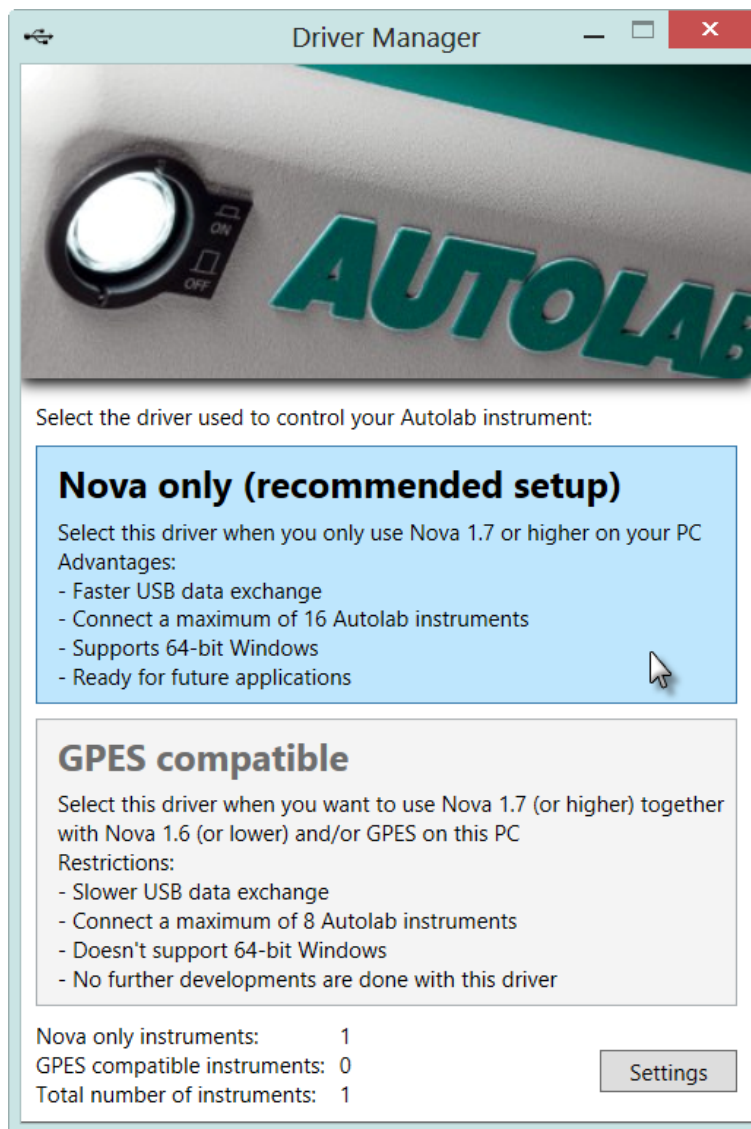 Driver Manager
ON
OFF
AUTOLAB
Select the driver used to control your Autolab instrument:
Nova only (recommended setup)
Select this driver when you only use Nova 1.7 or higher on your PC
Advantages:
- Faster USB data exchange
- Connect a maximum of 16 Autolab instruments
- Supports 64-bit Windows
- Ready for future applications
GPES compatible
Select this driver when you want to use Nova 1.7 (or higher) together
with Nova 1.6 (or lower) and/or GPES on this PC
Restrictions:
- Slower USB data exchange
- Connect a maximum of 8 Autolab instruments
- Doesn't support 64-bit Windows
- No further developments are done with this driver
Nova only instruments: 1
GPES compatible instruments: 0
Total number of instruments: 1
Settings